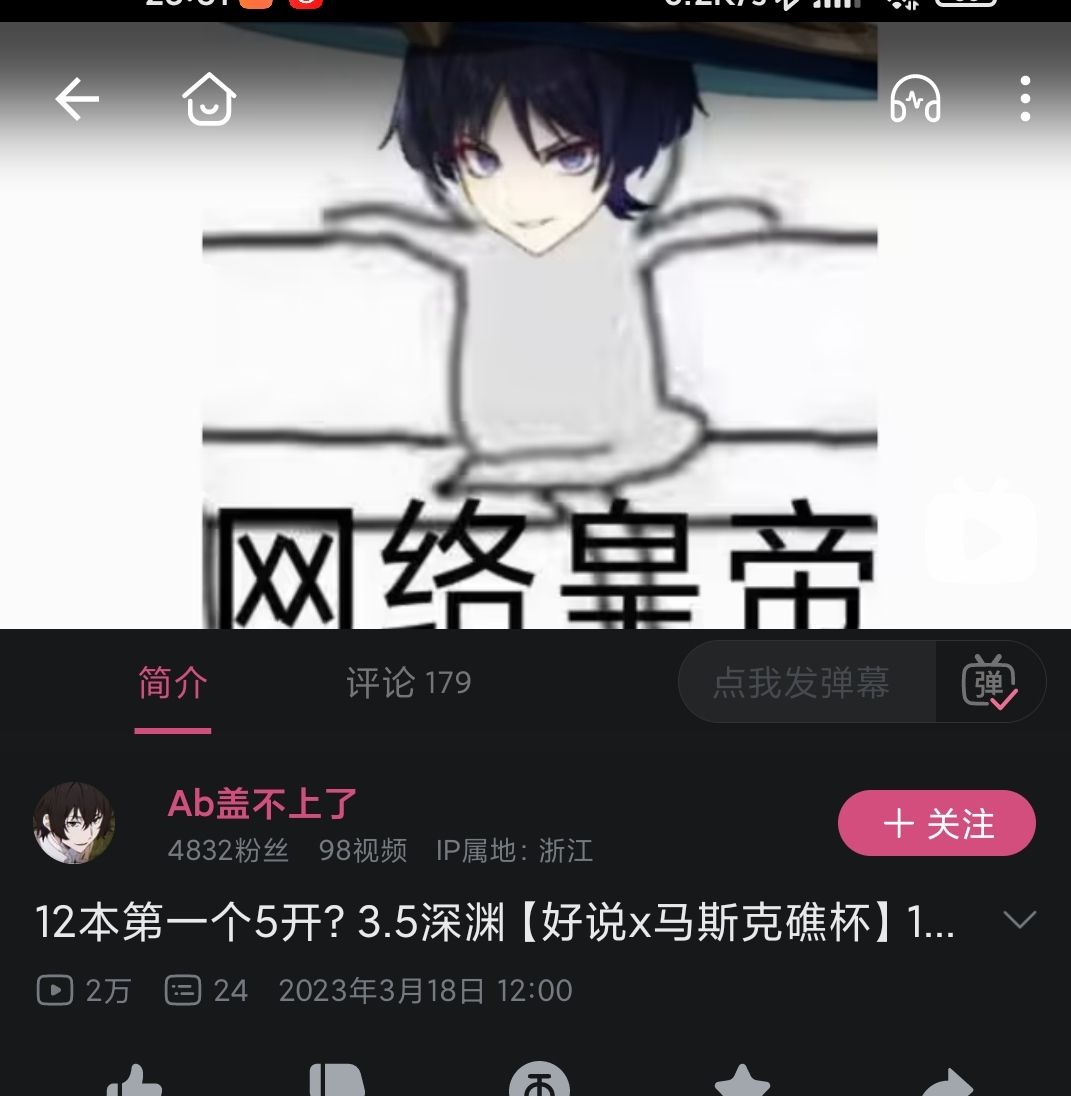 网络皇帝
简介
评论 179
点我发弹幕
弹
Ab盖不上了
4832粉丝 98视频 IP属地：浙江
+ 关注
12本第一个5开? 3.5深渊【好说x马斯克礁杯】1...
2万 24 2023年3月18日 12:00